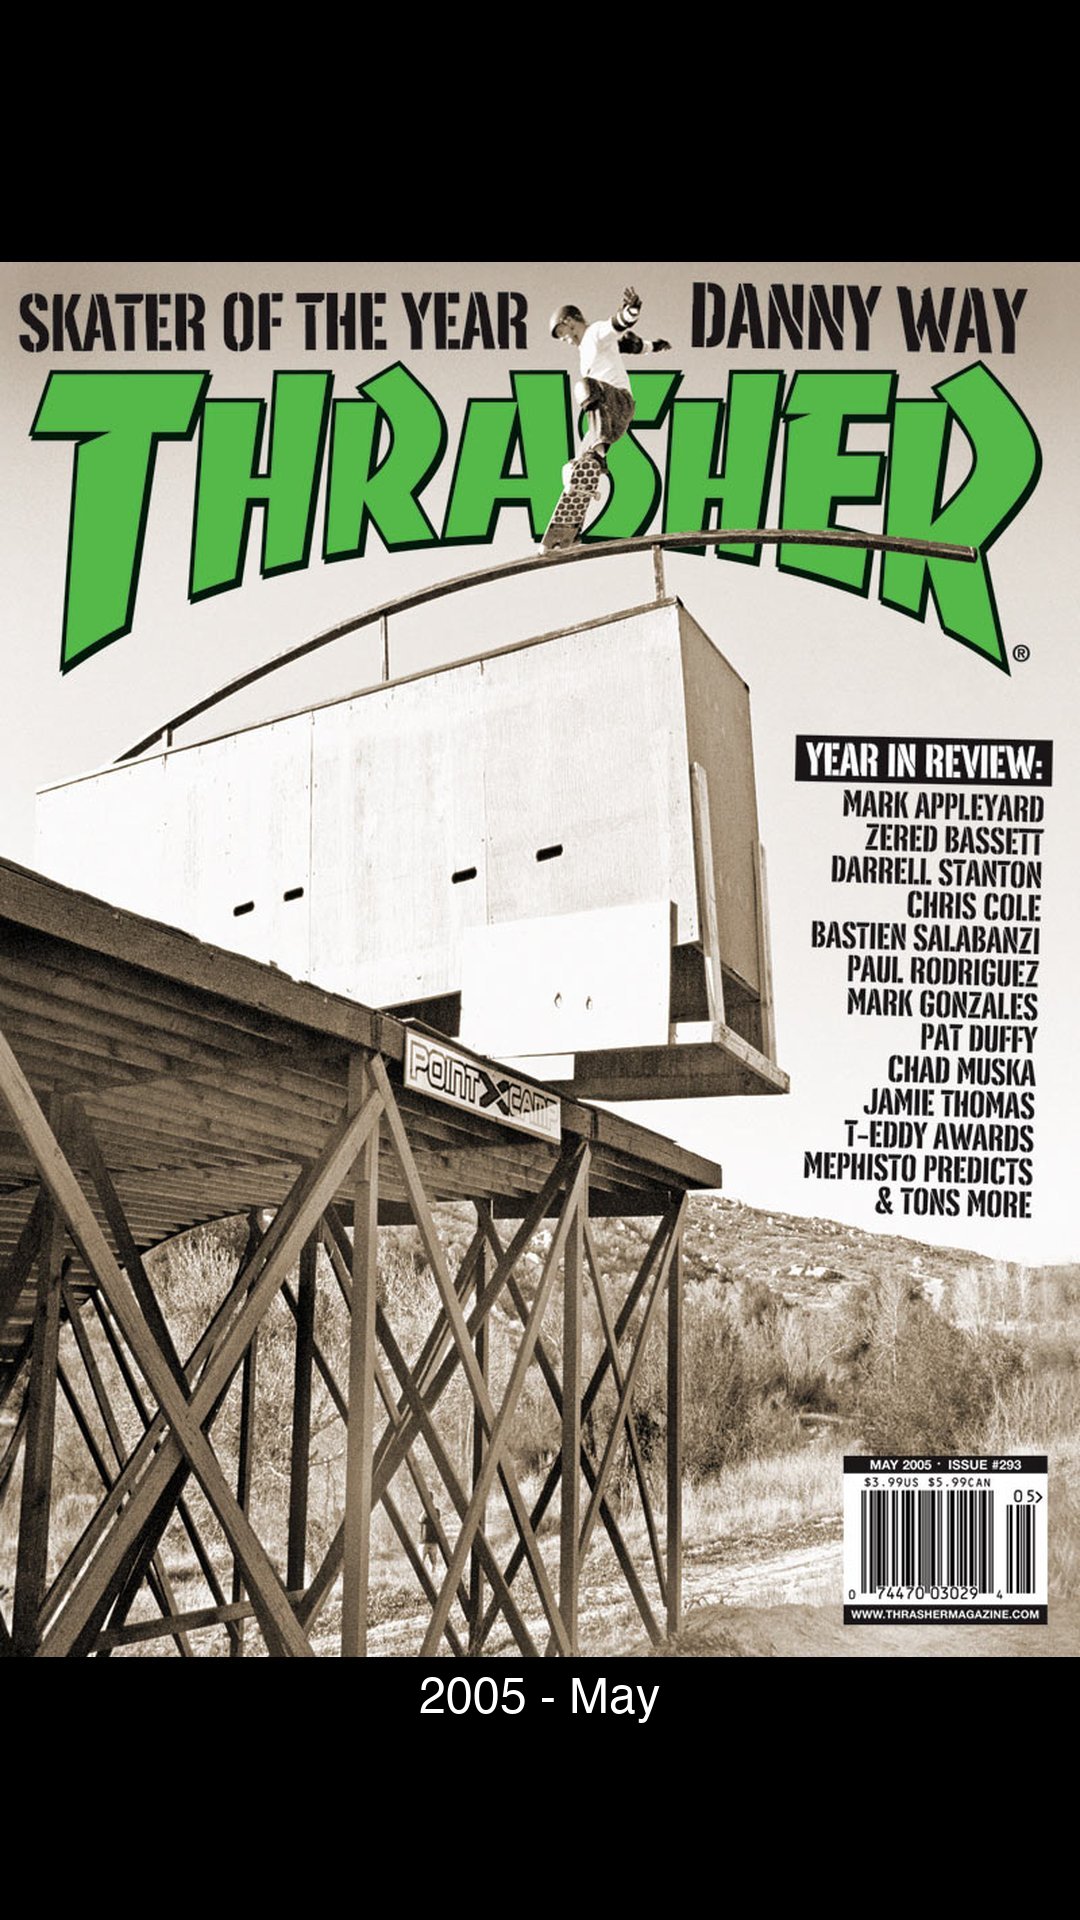 SKATER OF THE YEAR DANNY WAY
THRASHER
®
YEAR IN REVIEW:
MARK APPLEYARD
ZERED BASSETT
DARRELL STANTON
CHRIS COLE
BASTIEN SALABANZI
PAUL RODRIGUEZ
MARK GONZALES
PAT DUFFY
CHAD MUSKA
JAMIE THOMAS
T-EDDY AWARDS
MEPHISTO PREDICTS
& TONS MORE
POINT X CAMP
MAY 2005 · ISSUE #293
$3.99US $5.99CAN
05>
0 74470 03029 4
WWW.THRASHERMAGAZINE.COM
2005 - May